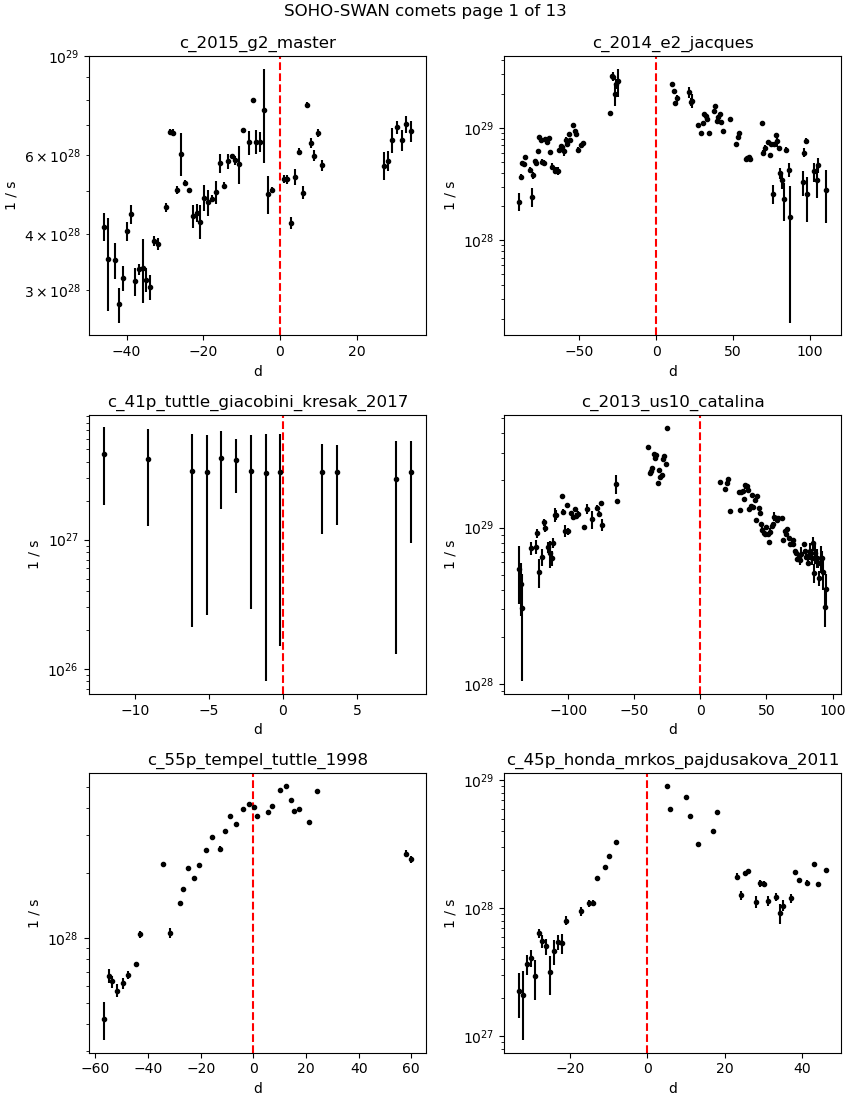 SOHO-SWAN comets page 1 of 13
c_2015_g2_master
10^29
6 × 10^28
4 × 10^28
3 × 10^28
1 / s
−40
−20
0
20
d
c_2014_e2_jacques
10^29
10^28
1 / s
−50
0
50
100
d
c_41p_tuttle_giacobini_kresak_2017
10^27
10^26
1 / s
−10
−5
0
5
d
c_2013_us10_catalina
10^29
10^28
1 / s
−100
−50
0
50
100
d
c_55p_tempel_tuttle_1998
10^28
1 / s
−60
−40
−20
0
20
40
60
d
c_45p_honda_mrkos_pajdusakova_2011
10^29
10^28
10^27
1 / s
−20
0
20
40
d